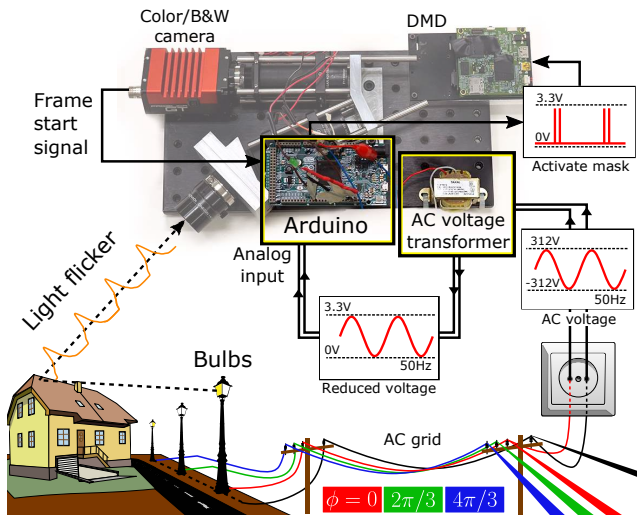 Color/B&W
camera
DMD
Frame
start
signal
3.3V
0V
Activate mask
Arduino
AC voltage
transformer
Analog
input
Light flicker
312V
-312V
50Hz
AC voltage
3.3V
0V
50Hz
Reduced voltage
Bulbs
AC grid
ϕ = 0
2π/3
4π/3